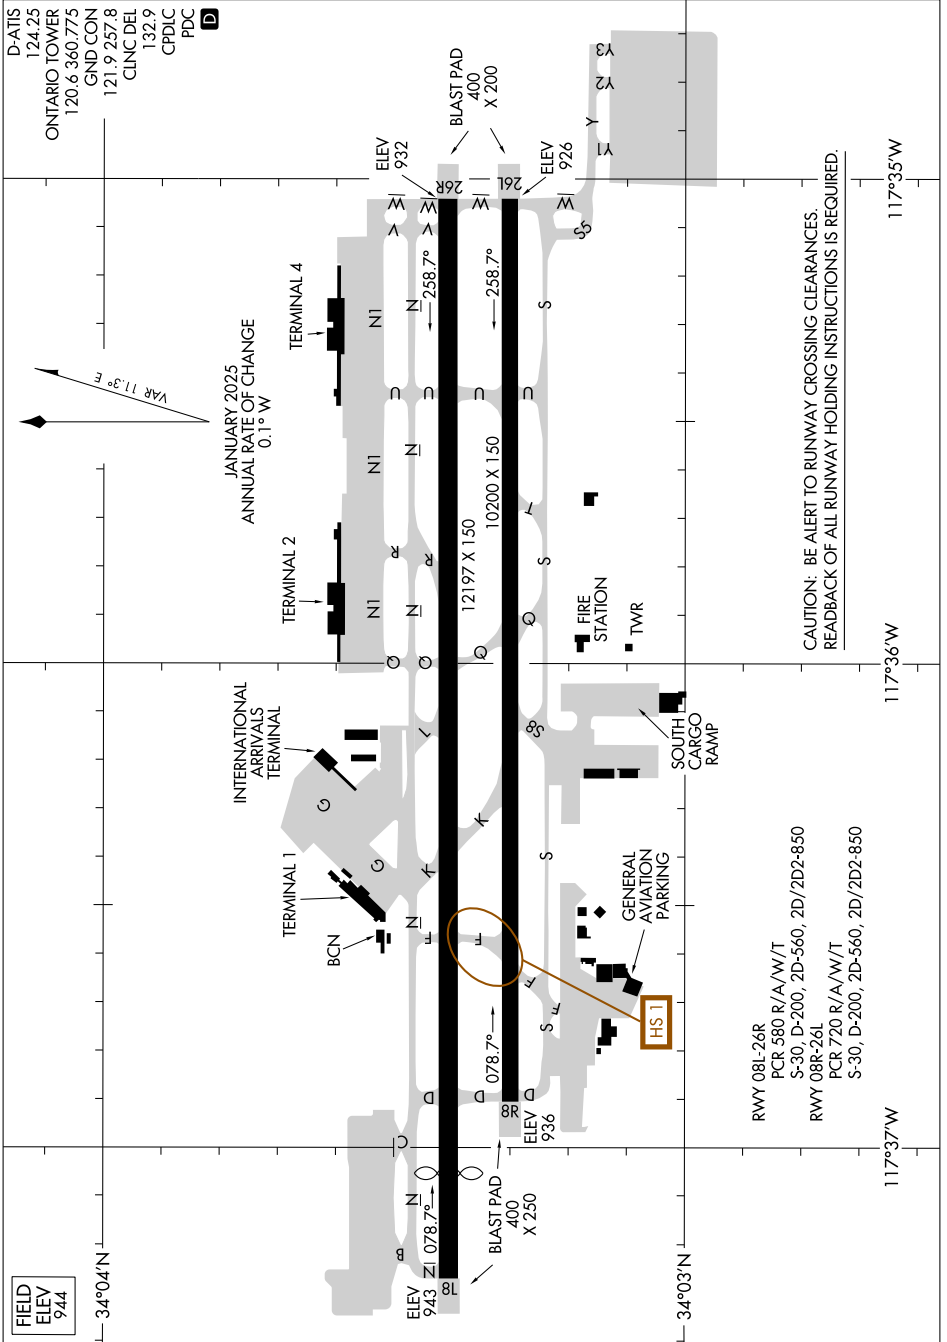 D-ATIS
124.25
ONTARIO TOWER
120.6 360.775
GND CON
121.9 257.8
CLNC DEL
132.9
CPDLC
PDC
D
FIELD
ELEV
944
34°04'N
34°03'N
117°35'W
117°36'W
117°37'W
VAR 11.3° E
JANUARY 2025
ANNUAL RATE OF CHANGE
0.1° W
TERMINAL 4
TERMINAL 2
INTERNATIONAL
ARRIVALS
TERMINAL
TERMINAL 1
BCN
ELEV
932
BLAST PAD
400
X 200
ELEV
926
26R
26L
258.7°
258.7°
12197 X 150
10200 X 150
078.7°
078.7°
8L
8R
ELEV
943
ELEV
936
BLAST PAD
400
X 250
Y3
Y2
Y
Y1
W
W
W
W
V
V
S5
N1
N
S
U
U
U
U
N1
N
R
R
T
S
N1
N
Q
Q
Q
Q
FIRE
STATION
TWR
J
S8
SOUTH
CARGO
RAMP
G
G
K
K
S
N
F
F
F
F
S
GENERAL
AVIATION
PARKING
HS 1
D
D
D
C
N
B
N
CAUTION: BE ALERT TO RUNWAY CROSSING CLEARANCES.
READBACK OF ALL RUNWAY HOLDING INSTRUCTIONS IS REQUIRED.
RWY 08L-26R
PCR 580 R/A/W/T
S-30, D-200, 2D-560, 2D/2D2-850
RWY 08R-26L
PCR 720 R/A/W/T
S-30, D-200, 2D-560, 2D/2D2-850